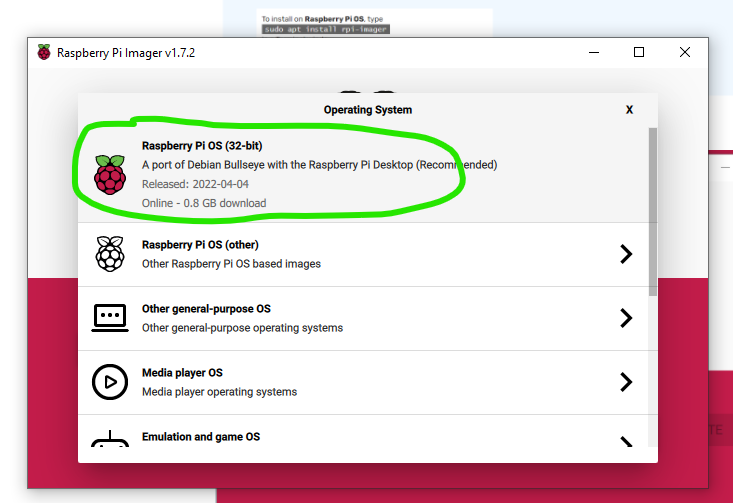 To install on Raspberry Pi OS, type
sudo apt install rpi-imager
Raspberry Pi Imager v1.7.2
Operating System
X
Raspberry Pi OS (32-bit)
A port of Debian Bullseye with the Raspberry Pi Desktop (Recommended)
Released: 2022-04-04
Online - 0.8 GB download
Raspberry Pi OS (other)
Other Raspberry Pi OS based images
Other general-purpose OS
Other general-purpose operating systems
Media player OS
Media player operating systems
Emulation and game OS